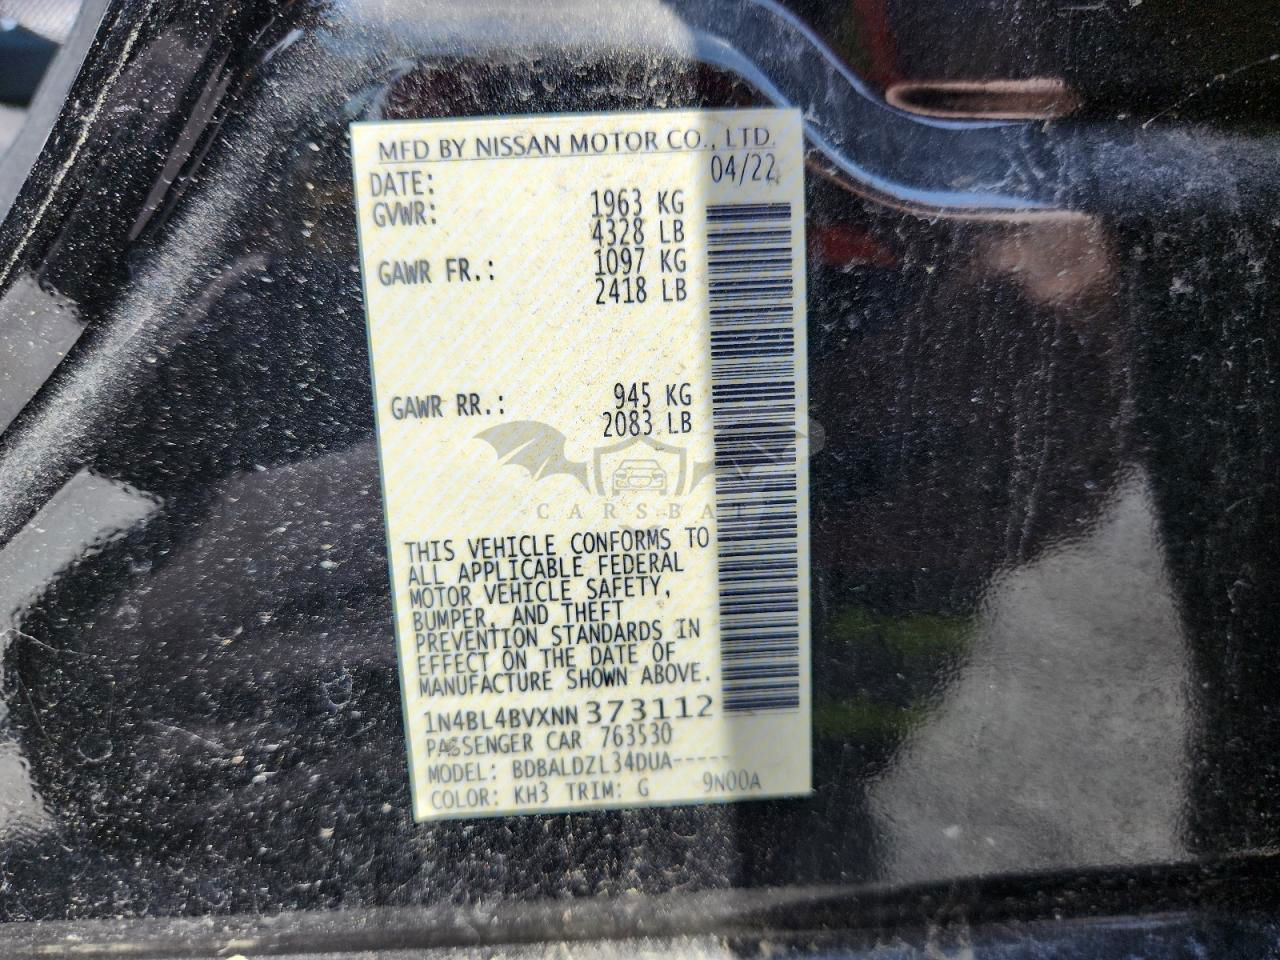 MFD BY NISSAN MOTOR CO., LTD.
DATE: 04/22
GVWR: 1963 KG
4328 LB
GAWR FR.: 1097 KG
2418 LB
GAWR RR.: 945 KG
2083 LB
CARSBAT
THIS VEHICLE CONFORMS TO
ALL APPLICABLE FEDERAL
MOTOR VEHICLE SAFETY,
BUMPER, AND THEFT
PREVENTION STANDARDS IN
EFFECT ON THE DATE OF
MANUFACTURE SHOWN ABOVE.
1N4BL4BVXNN373112
PASSENGER CAR 763530
MODEL: BDBALDZL34DUA-----
COLOR: KH3 TRIM: G 9N00A